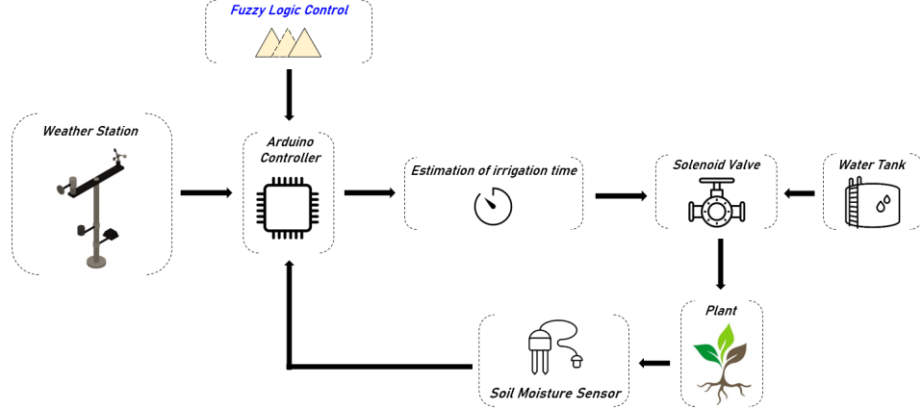 Fuzzy Logic Control
Weather Station
Arduino
Controller
Estimation of irrigation time
Solenoid Valve
Water Tank
Plant
Soil Moisture Sensor